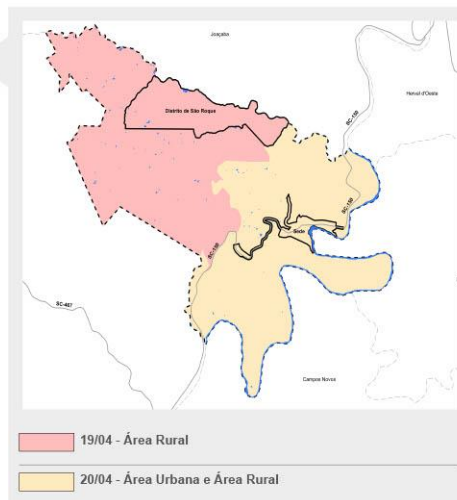 Joaçaba
Herval d'Oeste
SC-150
Distrito de São Roque
SC-150
Sede
SC-150
SC-467
Campos Novos
19/04 - Área Rural
20/04 - Área Urbana e Área Rural